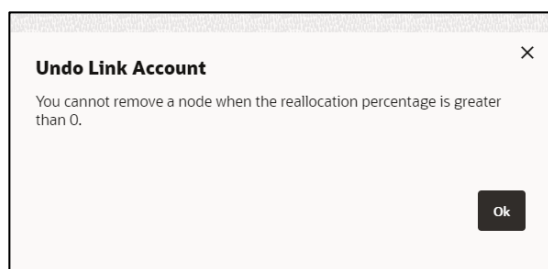 Undo Link Account
You cannot remove a node when the reallocation percentage is greater
than 0.
Ok